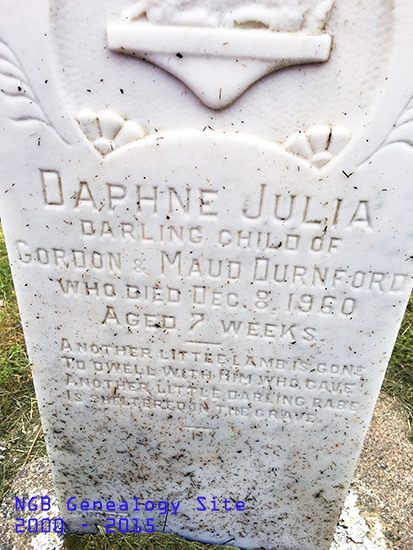 DAPHNE JULIA
DARLING CHILD OF
GORDON & MAUD DURNFORD
WHO DIED DEC. 8, 1960
AGED 7 WEEKS.
ANOTHER LITTLE LAMB IS GONE
TO DWELL WITH HIM WHO GAVE
ANOTHER LITTLE DARLING BABE
IS SHELTERED IN THE GRAVE.
NGB Genealogy Site
2000 - 2015